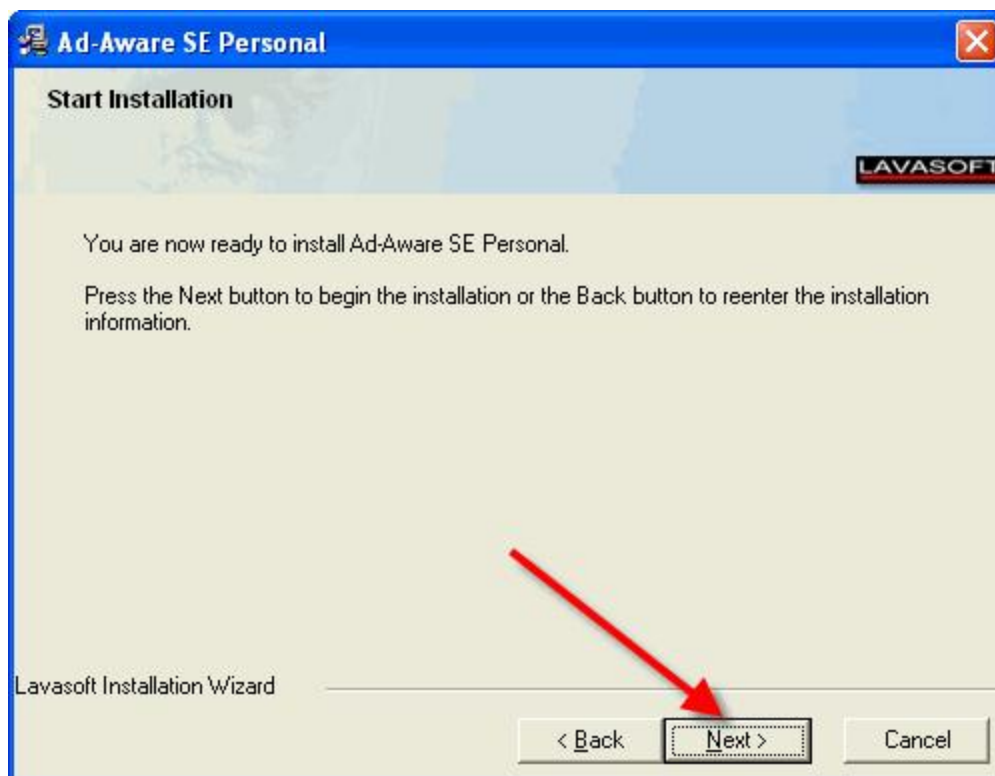 Ad-Aware SE Personal
Start Installation
LAVASOFT
You are now ready to install Ad-Aware SE Personal.
Press the Next button to begin the installation or the Back button to reenter the installation
information.
Lavasoft Installation Wizard
< Back
Next >
Cancel